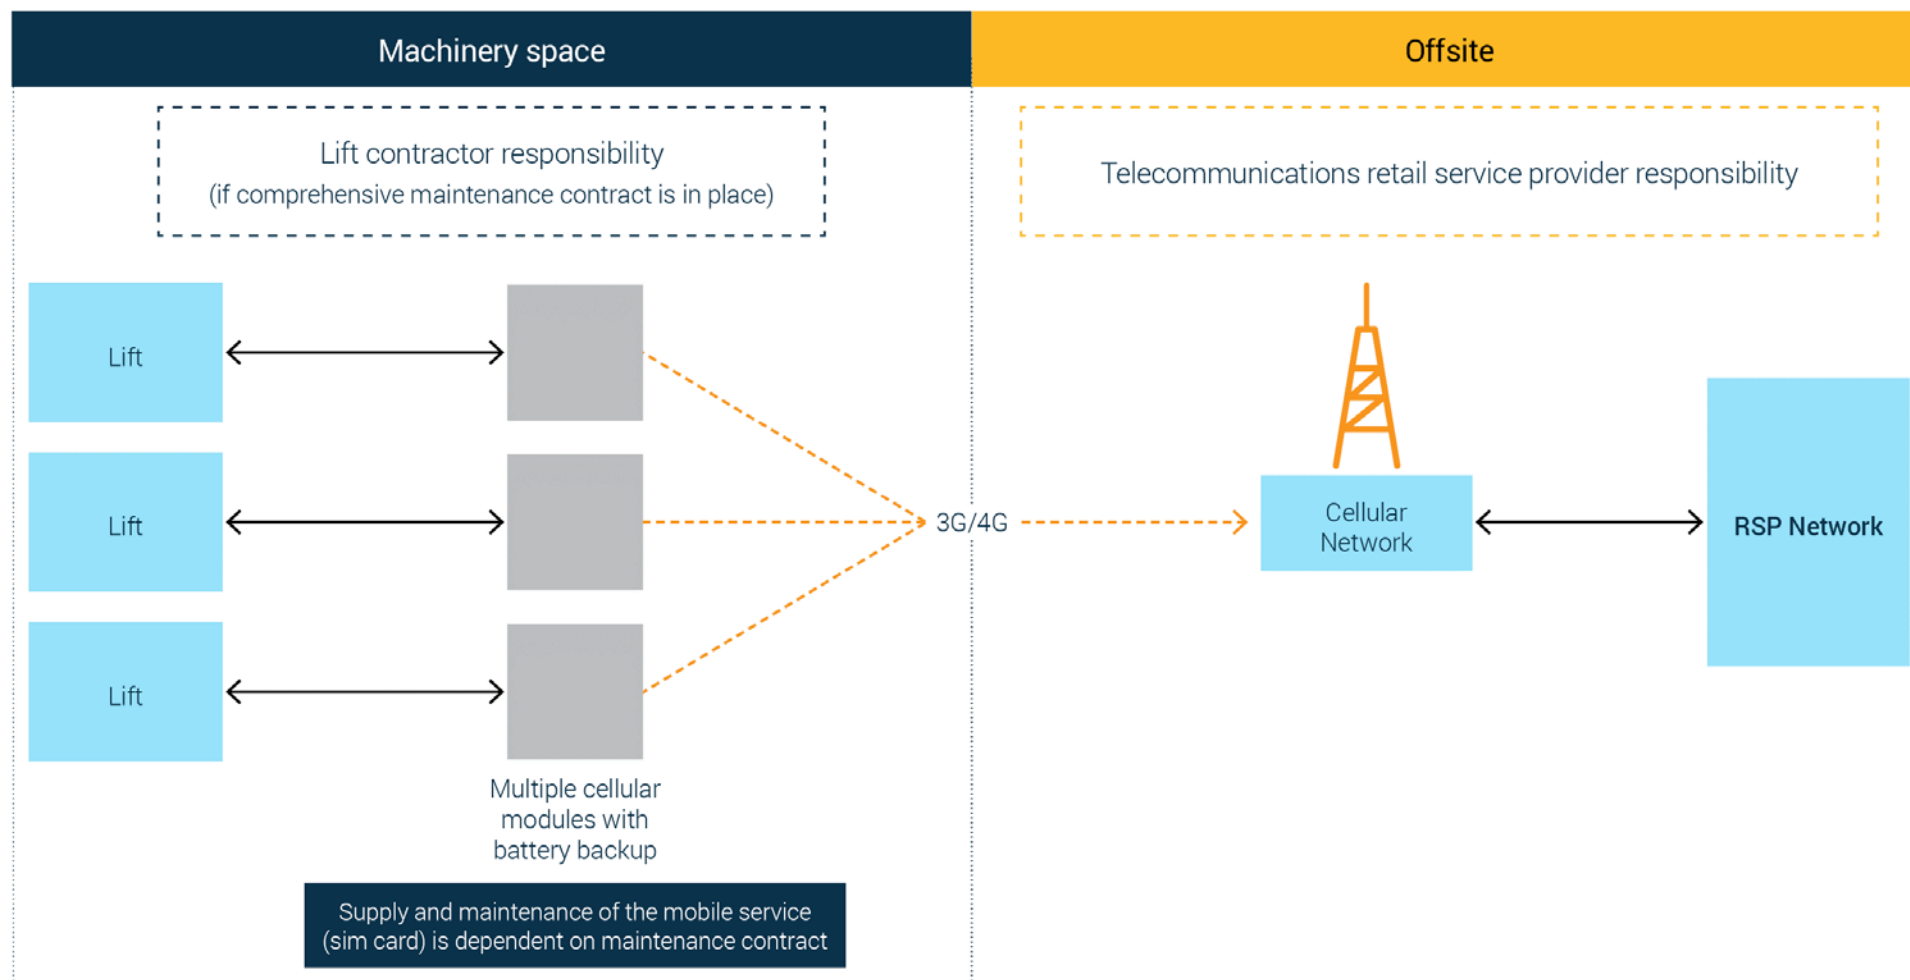 Machinery space
Offsite
Lift contractor responsibility
(if comprehensive maintenance contract is in place)
Telecommunications retail service provider responsibility
Lift
Lift
Lift
3G/4G
Cellular
Network
RSP Network
Multiple cellular
modules with
battery backup
Supply and maintenance of the mobile service
(sim card) is dependent on maintenance contract